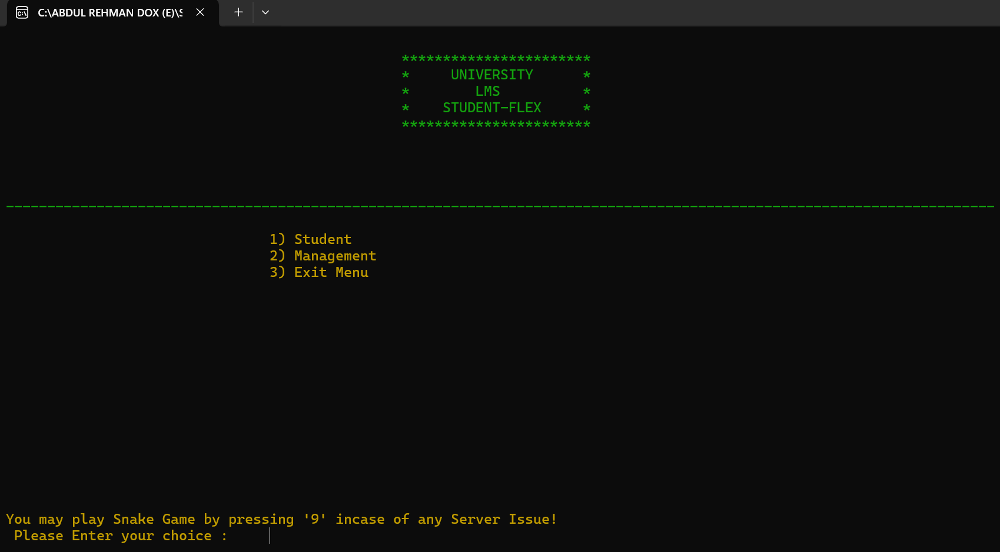 C:\ABDUL REHMAN DOX (E)\S
***********************
* UNIVERSITY *
* LMS *
* STUDENT-FLEX *
***********************
------------------------------------------------------------------------------------------------------------------------
1) Student
2) Management
3) Exit Menu
You may play Snake Game by pressing '9' incase of any Server Issue!
Please Enter your choice :